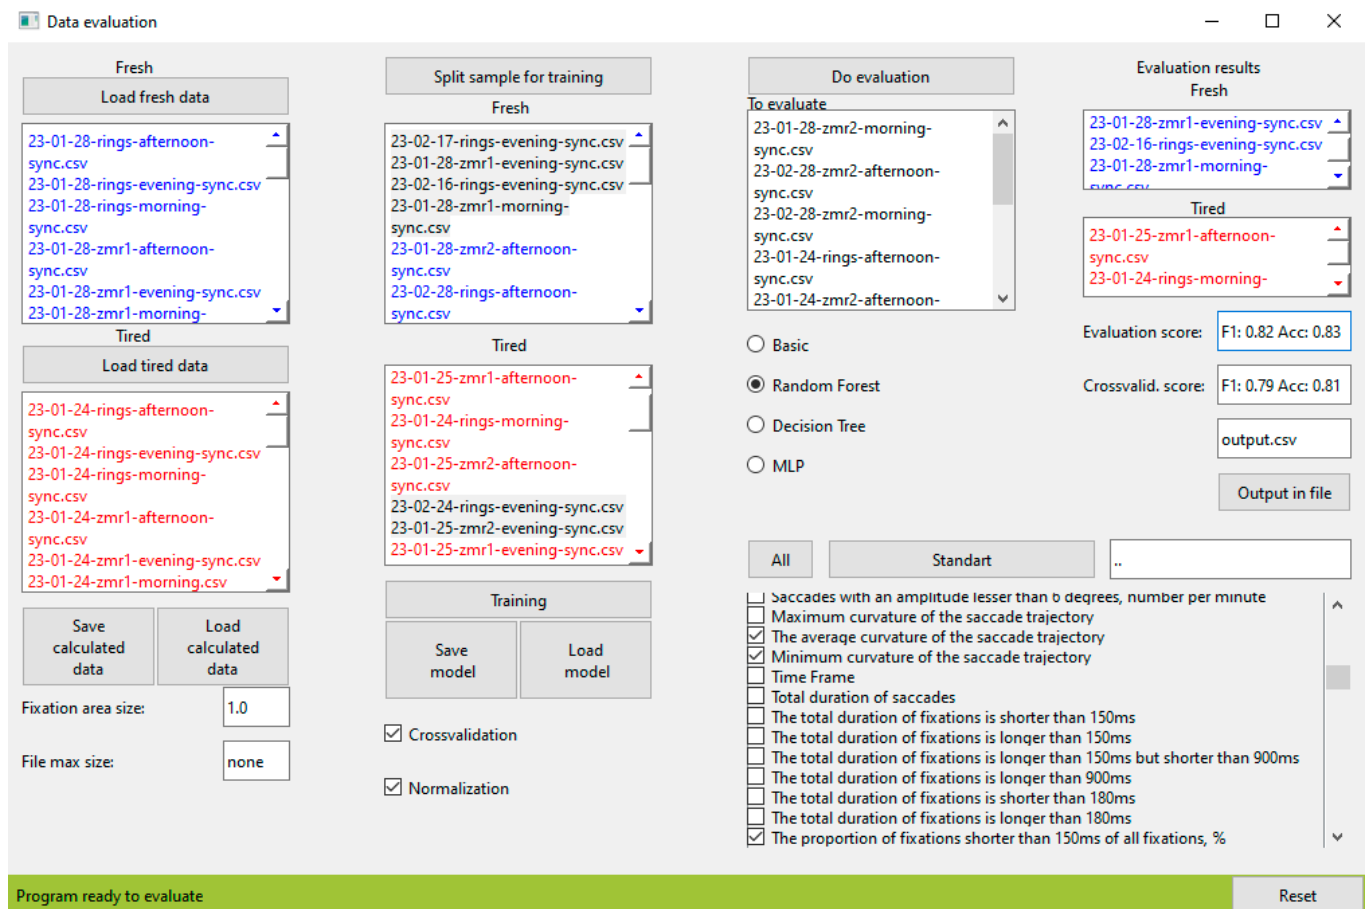 Data evaluation
Fresh
Load fresh data
23-01-28-rings-afternoon-
sync.csv
23-01-28-rings-evening-sync.csv
23-01-28-rings-morning-
sync.csv
23-01-28-zmr1-afternoon-
sync.csv
23-01-28-zmr1-evening-sync.csv
23-01-28-zmr1-morning-
Tired
Load tired data
23-01-24-rings-afternoon-
sync.csv
23-01-24-rings-evening-sync.csv
23-01-24-rings-morning-
sync.csv
23-01-24-zmr1-afternoon-
sync.csv
23-01-24-zmr1-evening-sync.csv
23-01-24-zmr1-morning.csv
Save
calculated
data
Load
calculated
data
Fixation area size:
1.0
File max size:
none
Split sample for training
Fresh
23-02-17-rings-evening-sync.csv
23-01-28-zmr1-evening-sync.csv
23-02-16-rings-evening-sync.csv
23-01-28-zmr1-morning-
sync.csv
23-01-28-zmr2-afternoon-
sync.csv
23-02-28-rings-afternoon-
sync.csv
Tired
23-01-25-zmr1-afternoon-
sync.csv
23-01-24-rings-morning-
sync.csv
23-01-25-zmr2-afternoon-
sync.csv
23-02-24-rings-evening-sync.csv
23-01-25-zmr2-evening-sync.csv
23-01-25-zmr1-evening-sync.csv
Training
Save
model
Load
model
Crossvalidation
Normalization
Do evaluation
To evaluate
23-01-28-zmr2-morning-
sync.csv
23-02-28-zmr2-afternoon-
sync.csv
23-02-28-zmr2-morning-
sync.csv
23-01-24-rings-afternoon-
sync.csv
23-01-24-zmr2-afternoon-
Basic
Random Forest
Decision Tree
MLP
Evaluation results
Fresh
23-01-28-zmr1-evening-sync.csv
23-02-16-rings-evening-sync.csv
23-01-28-zmr1-morning-
sync.csv
Tired
23-01-25-zmr1-afternoon-
sync.csv
23-01-24-rings-morning-
Evaluation score:
F1: 0.82 Acc: 0.83
Crossvalid. score:
F1: 0.79 Acc: 0.81
output.csv
Output in file
All
Standart
..
Saccades with an amplitude lesser than 6 degrees, number per minute
Maximum curvature of the saccade trajectory
The average curvature of the saccade trajectory
Minimum curvature of the saccade trajectory
Time Frame
Total duration of saccades
The total duration of fixations is shorter than 150ms
The total duration of fixations is longer than 150ms
The total duration of fixations is longer than 150ms but shorter than 900ms
The total duration of fixations is longer than 900ms
The total duration of fixations is shorter than 180ms
The total duration of fixations is longer than 180ms
The proportion of fixations shorter than 150ms of all fixations, %
Program ready to evaluate
Reset